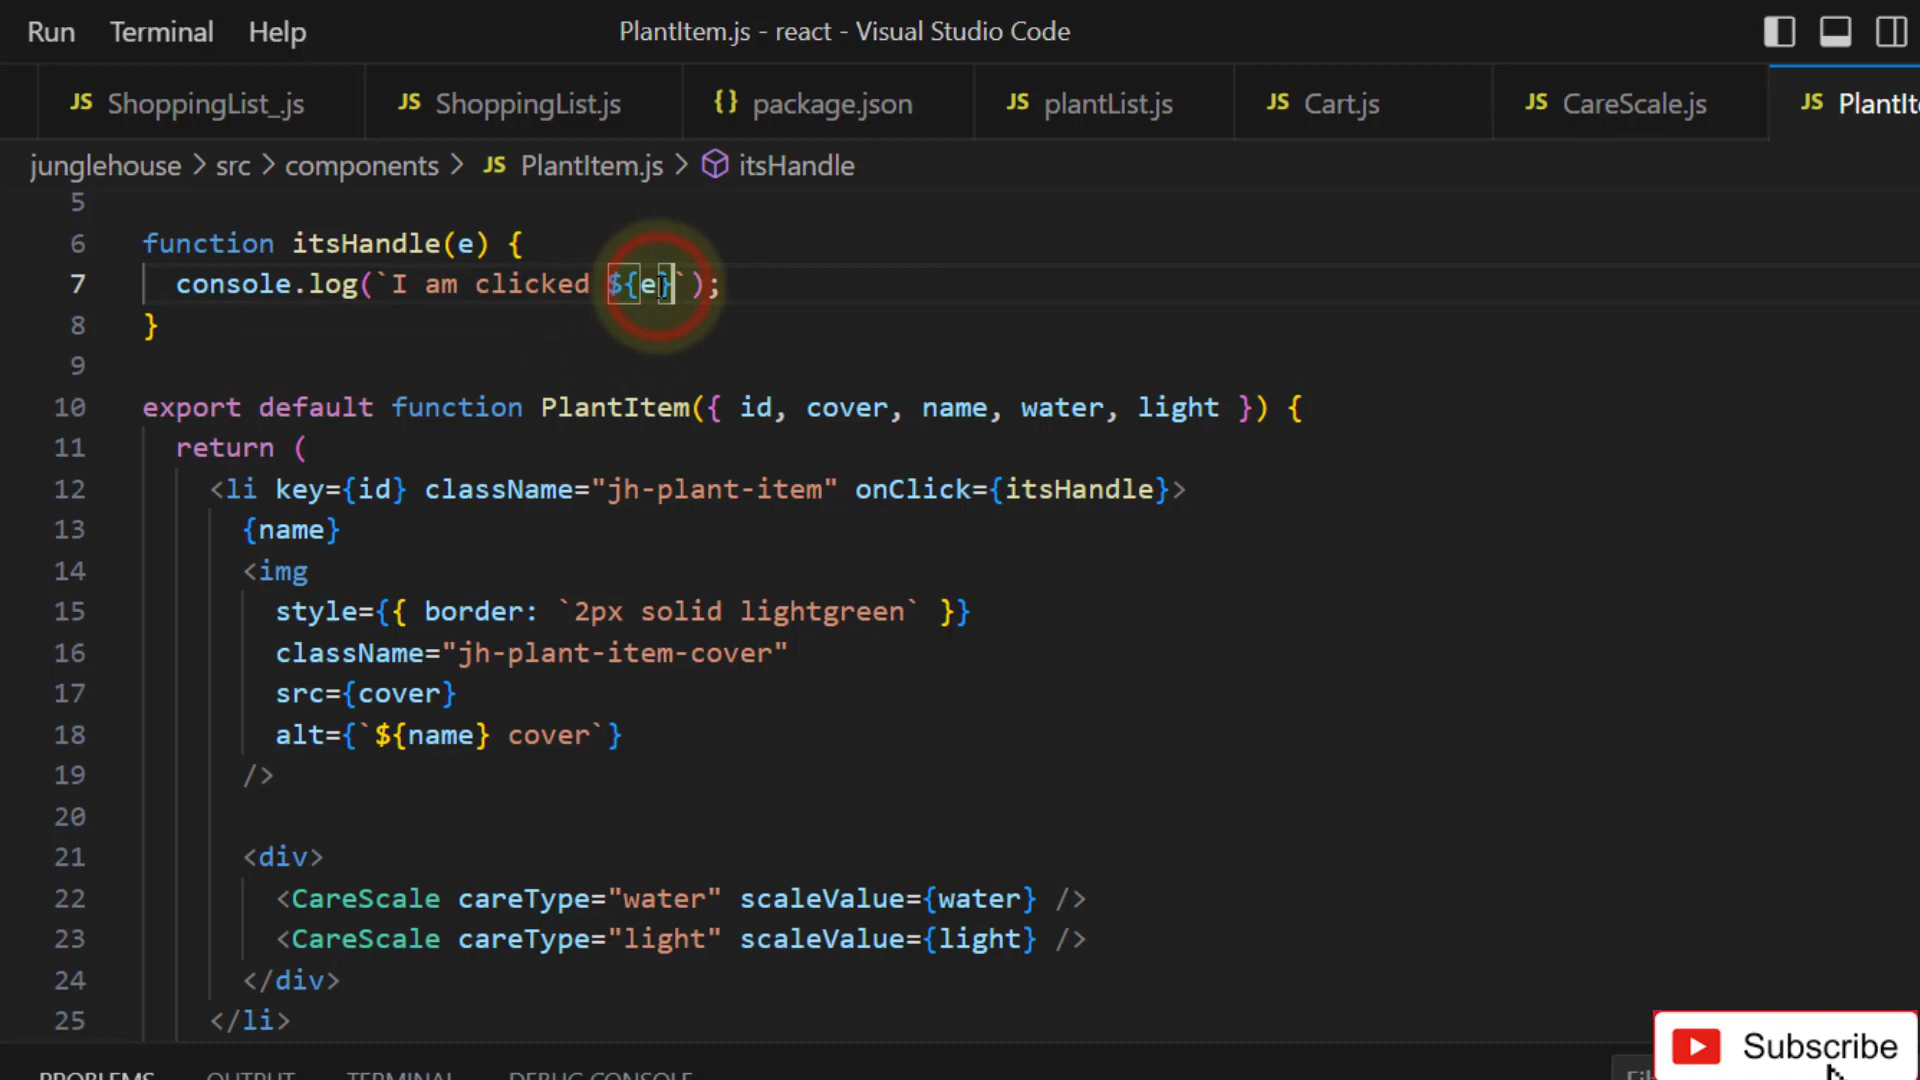 Run Terminal Help PlantItem.js - react - Visual Studio Code
JS ShoppingList_.js JS ShoppingList.js {} package.json JS plantList.js JS Cart.js JS CareScale.js JS PlantIt
junglehouse > src > components > JS PlantItem.js > itsHandle
5
6 function itsHandle(e) {
7 console.log(`I am clicked ${e}`);
8 }
9
10 export default function PlantItem({ id, cover, name, water, light }) {
11 return (
12 <li key={id} className="jh-plant-item" onClick={itsHandle}>
13 {name}
14 <img
15 style={{ border: `2px solid lightgreen` }}
16 className="jh-plant-item-cover"
17 src={cover}
18 alt={`${name} cover`}
19 />
20
21 <div>
22 <CareScale careType="water" scaleValue={water} />
23 <CareScale careType="light" scaleValue={light} />
24 </div>
25 </li>
Subscribe
PROBLEMS OUTPUT TERMINAL DEBUG CONSOLE